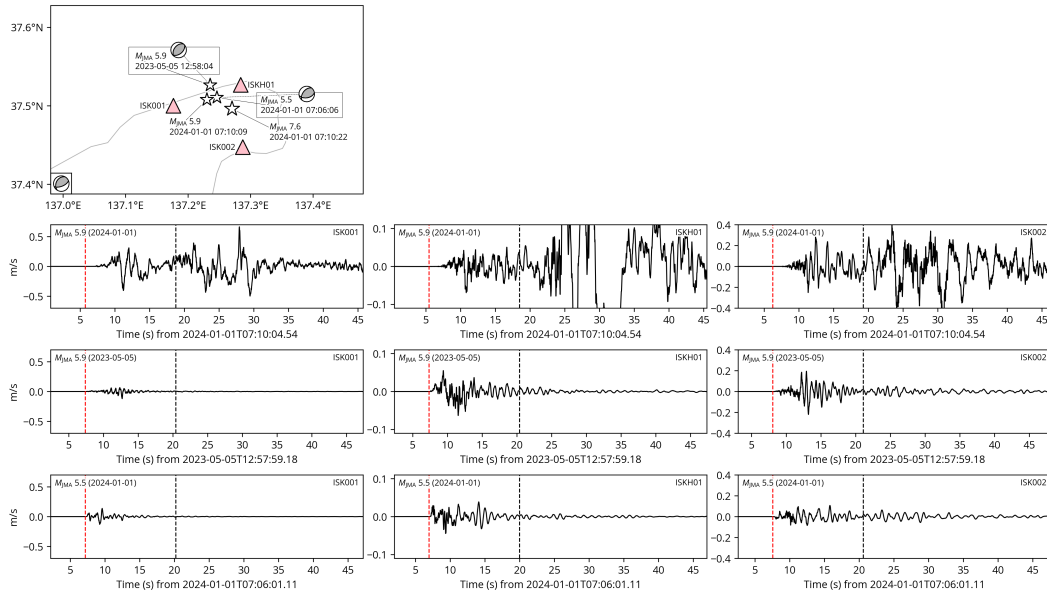 37.6°N
37.5°N
37.4°N
137.0°E 137.1°E 137.2°E 137.3°E 137.4°E
MJMA 5.9
2023-05-05 12:58:04
ISKH01
MJMA 5.5
2024-01-01 07:06:06
ISK001
MJMA 5.9
2024-01-01 07:10:09
MJMA 7.6
2024-01-01 07:10:22
ISK002
m/s
0.5
0.0
−0.5
MJMA 5.9 (2024-01-01) ISK001
5 10 15 20 25 30 35 40 45
Time (s) from 2024-01-01T07:10:04.54
0.1
0.0
−0.1
MJMA 5.9 (2024-01-01) ISKH01
5 10 15 20 25 30 35 40 45
Time (s) from 2024-01-01T07:10:04.54
0.4
0.2
0.0
−0.2
−0.4
MJMA 5.9 (2024-01-01) ISK002
5 10 15 20 25 30 35 40 45
Time (s) from 2024-01-01T07:10:04.54
m/s
0.5
0.0
−0.5
MJMA 5.9 (2023-05-05) ISK001
5 10 15 20 25 30 35 40 45
Time (s) from 2023-05-05T12:57:59.18
0.1
0.0
−0.1
MJMA 5.9 (2023-05-05) ISKH01
5 10 15 20 25 30 35 40 45
Time (s) from 2023-05-05T12:57:59.18
0.4
0.2
0.0
−0.2
−0.4
MJMA 5.9 (2023-05-05) ISK002
5 10 15 20 25 30 35 40 45
Time (s) from 2023-05-05T12:57:59.18
m/s
0.5
0.0
−0.5
MJMA 5.5 (2024-01-01) ISK001
5 10 15 20 25 30 35 40 45
Time (s) from 2024-01-01T07:06:01.11
0.1
0.0
−0.1
MJMA 5.5 (2024-01-01) ISKH01
5 10 15 20 25 30 35 40 45
Time (s) from 2024-01-01T07:06:01.11
0.4
0.2
0.0
−0.2
−0.4
MJMA 5.5 (2024-01-01) ISK002
5 10 15 20 25 30 35 40 45
Time (s) from 2024-01-01T07:06:01.11